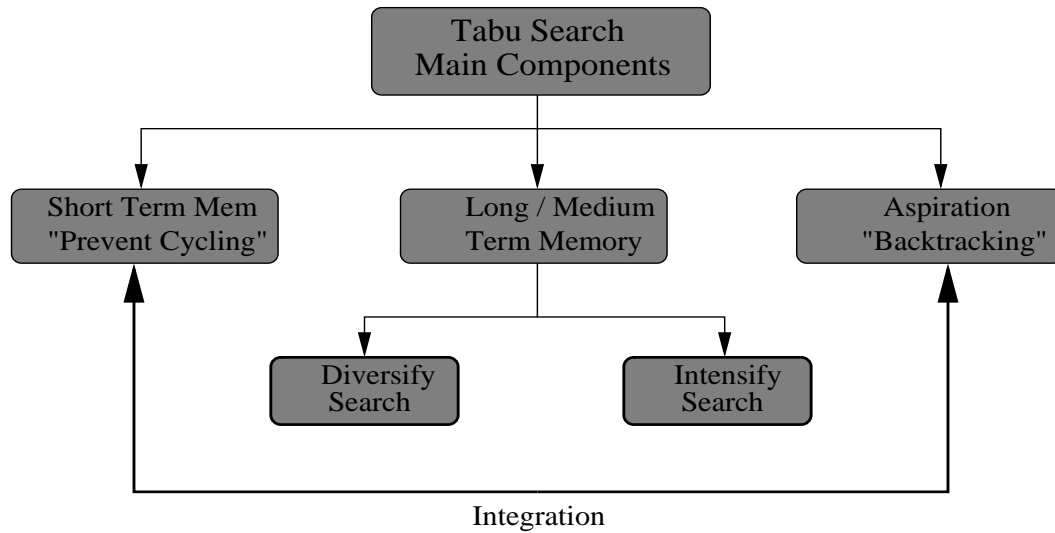 Tabu Search
Main Components
Short Term Mem
"Prevent Cycling"
Long / Medium
Term Memory
Aspiration
"Backtracking"
Diversify
Search
Intensify
Search
Integration